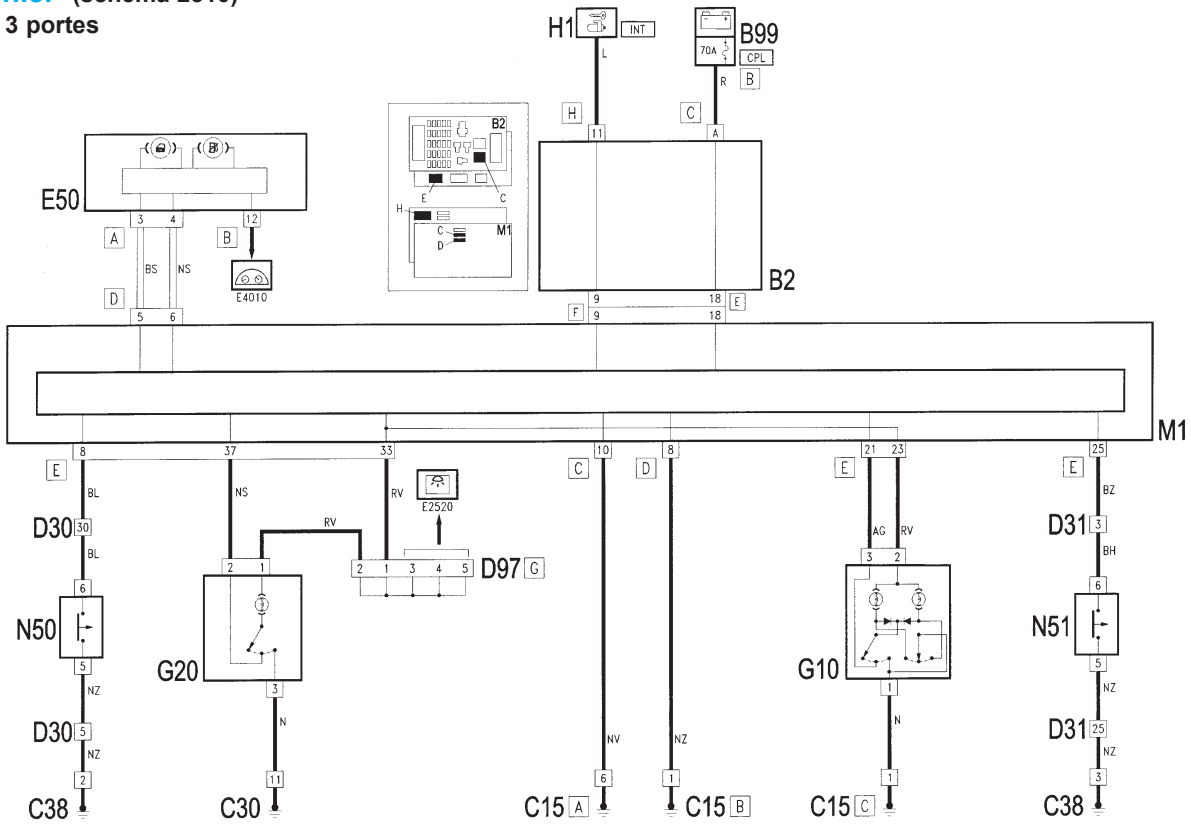 (schéma 2510)
3 portes
H1 INT
B99
70A
CPL
L
R B
H C
11 A
B2
E C
H
M1
C
D
E50
3 4 12
A B
BS NS
E4010
D
5 6
B2
9 18
F E
9 18
M1
8 37 33 10 8 21 23 25
E C D E E
BL NS RV AG RV BZ
E2520
RV
D30 30 D31 3
BL BH
2 1 2 1 3 4 5 D97 G 3 2
6 6
N50 N51
G20 G10
5 5
3 1
NZ N NV NZ N NZ
D30 5 D31 25
NZ NZ
2 11 6 1 1 3
C38 C30 C15 A C15 B C15 C C38